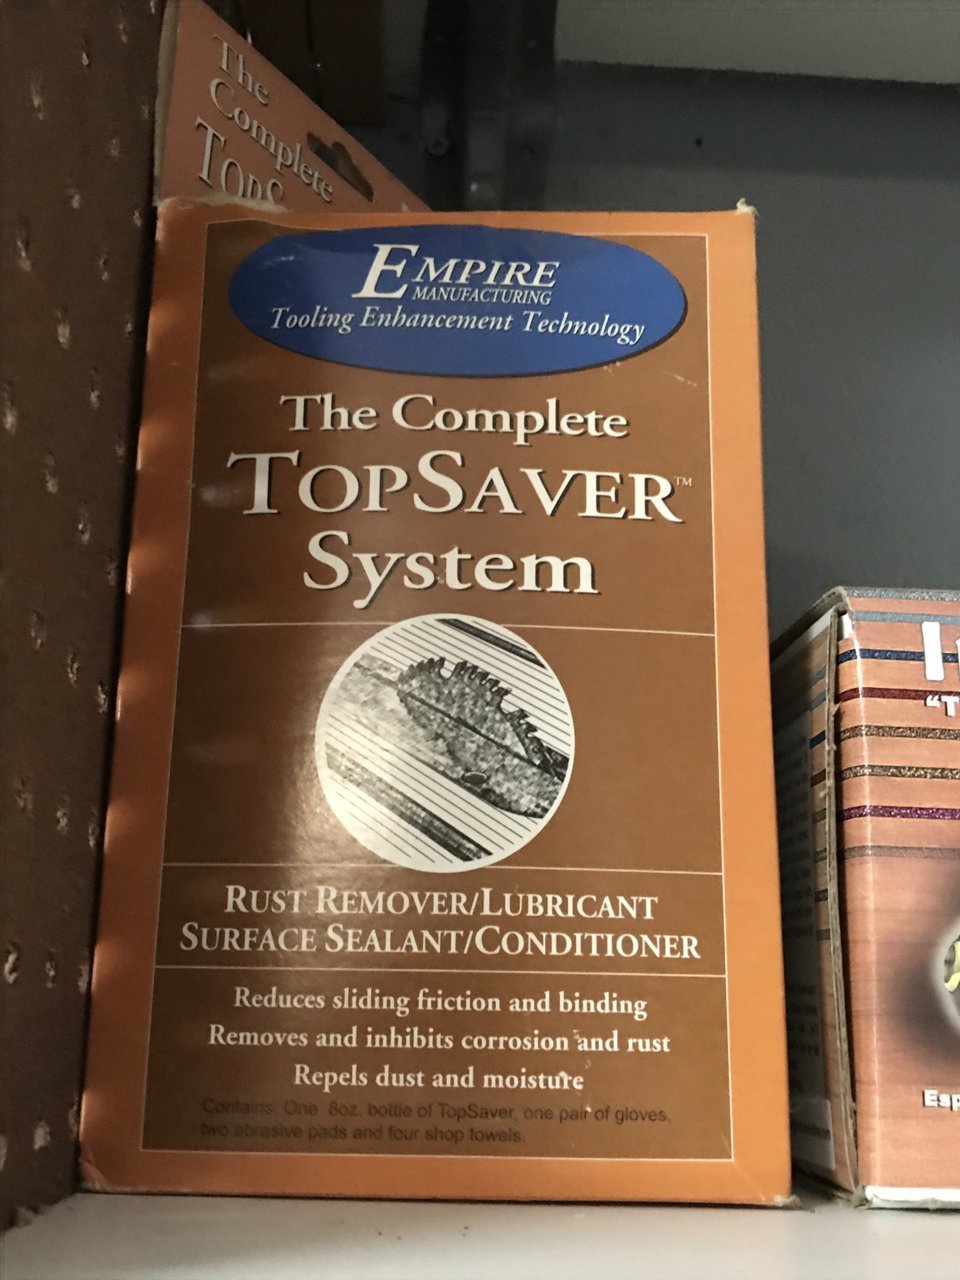 The
Complete
EMPIRE
MANUFACTURING
Tooling Enhancement Technology
The Complete
TOPSAVER™
System
RUST REMOVER/LUBRICANT
SURFACE SEALANT/CONDITIONER
Reduces sliding friction and binding
Removes and inhibits corrosion and rust
Repels dust and moisture
Contains: One 8oz. bottle of TopSaver, one pair of gloves,
two abrasive pads and four shop towels.
"T
Esp